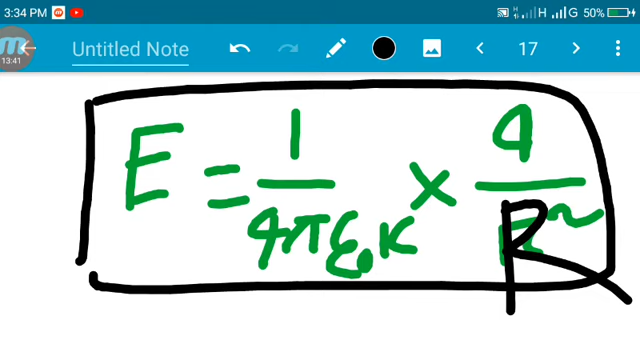 3:34 PM H G 50%
13:41
Untitled Note 17
E = 1/4πε₀K × q/R²
R